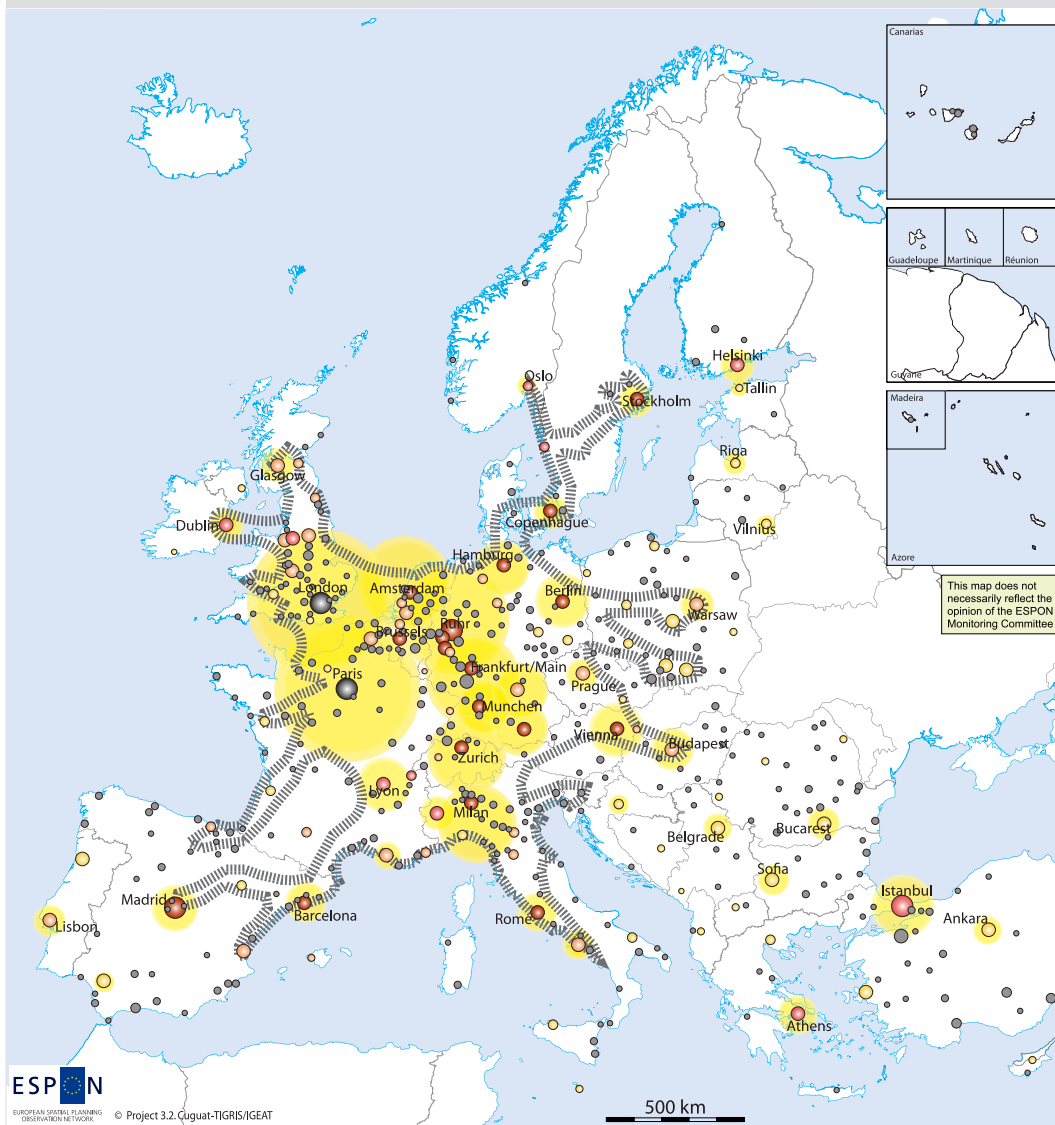 Canarias
Guadeloupe
Martinique
Réunion
Guyane
Madeira
Azore
This map does not
necessarily reflect the
opinion of the ESPON
Monitoring Committee
Helsinki
Oslo
Tallin
Stockholm
Riga
Glasgow
Dublin
Copenhague
Vilnius
Hamburg
London
Amsterdam
Berlin
Warsaw
Brussels
Ruhr
Paris
Frankfurt/Main
Prague
Munchen
Vienna
Budapest
Zurich
Lyon
Milan
Belgrade
Bucarest
Sofia
Madrid
Barcelona
Rome
Istanbul
Ankara
Lisbon
Athens
ESPON
EUROPEAN SPATIAL PLANNING
OBSERVATION NETWORK
© Project 3.2. Cuguat-TIGRIS/IGEAT
500 km